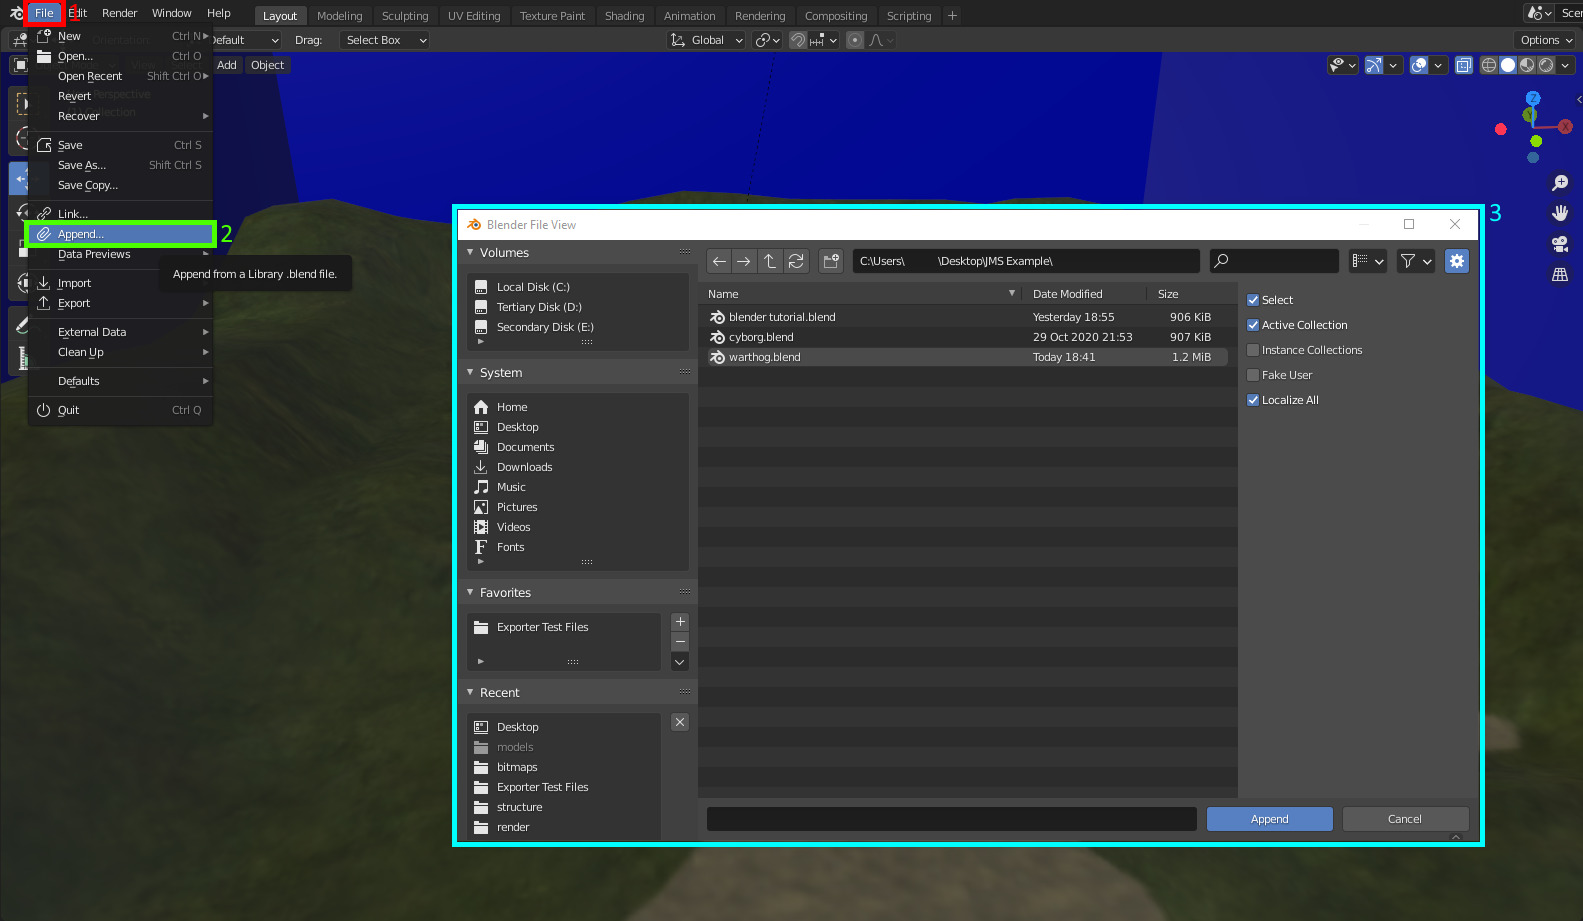 File 1 Edit Render Window Help Layout Modeling Sculpting UV Editing Texture Paint Shading Animation Rendering Compositing Scripting + Scen
Default Drag: Select Box Global Options
Add Object
New Ctrl N
Open... Ctrl O
Open Recent Shift Ctrl O
Revert
Recover
Perspective
Collection
Save Ctrl S
Save As... Shift Ctrl S
Save Copy...
Link...
Append... 2
Data Previews
Append from a Library .blend file.
Import
Export
External Data
Clean Up
Defaults
Quit Ctrl Q
Z
Y
X
3
Blender File View
Volumes
Local Disk (C:)
Tertiary Disk (D:)
Secondary Disk (E:)
System
Home
Desktop
Documents
Downloads
Music
Pictures
Videos
Fonts
Favorites
Exporter Test Files
Recent
Desktop
models
bitmaps
Exporter Test Files
structure
render
C:\Users\ \Desktop\JMS Example\
Name Date Modified Size
blender tutorial.blend Yesterday 18:55 906 KiB
cyborg.blend 29 Oct 2020 21:53 907 KiB
warthog.blend Today 18:41 1.2 MiB
Select
Active Collection
Instance Collections
Fake User
Localize All
Append Cancel